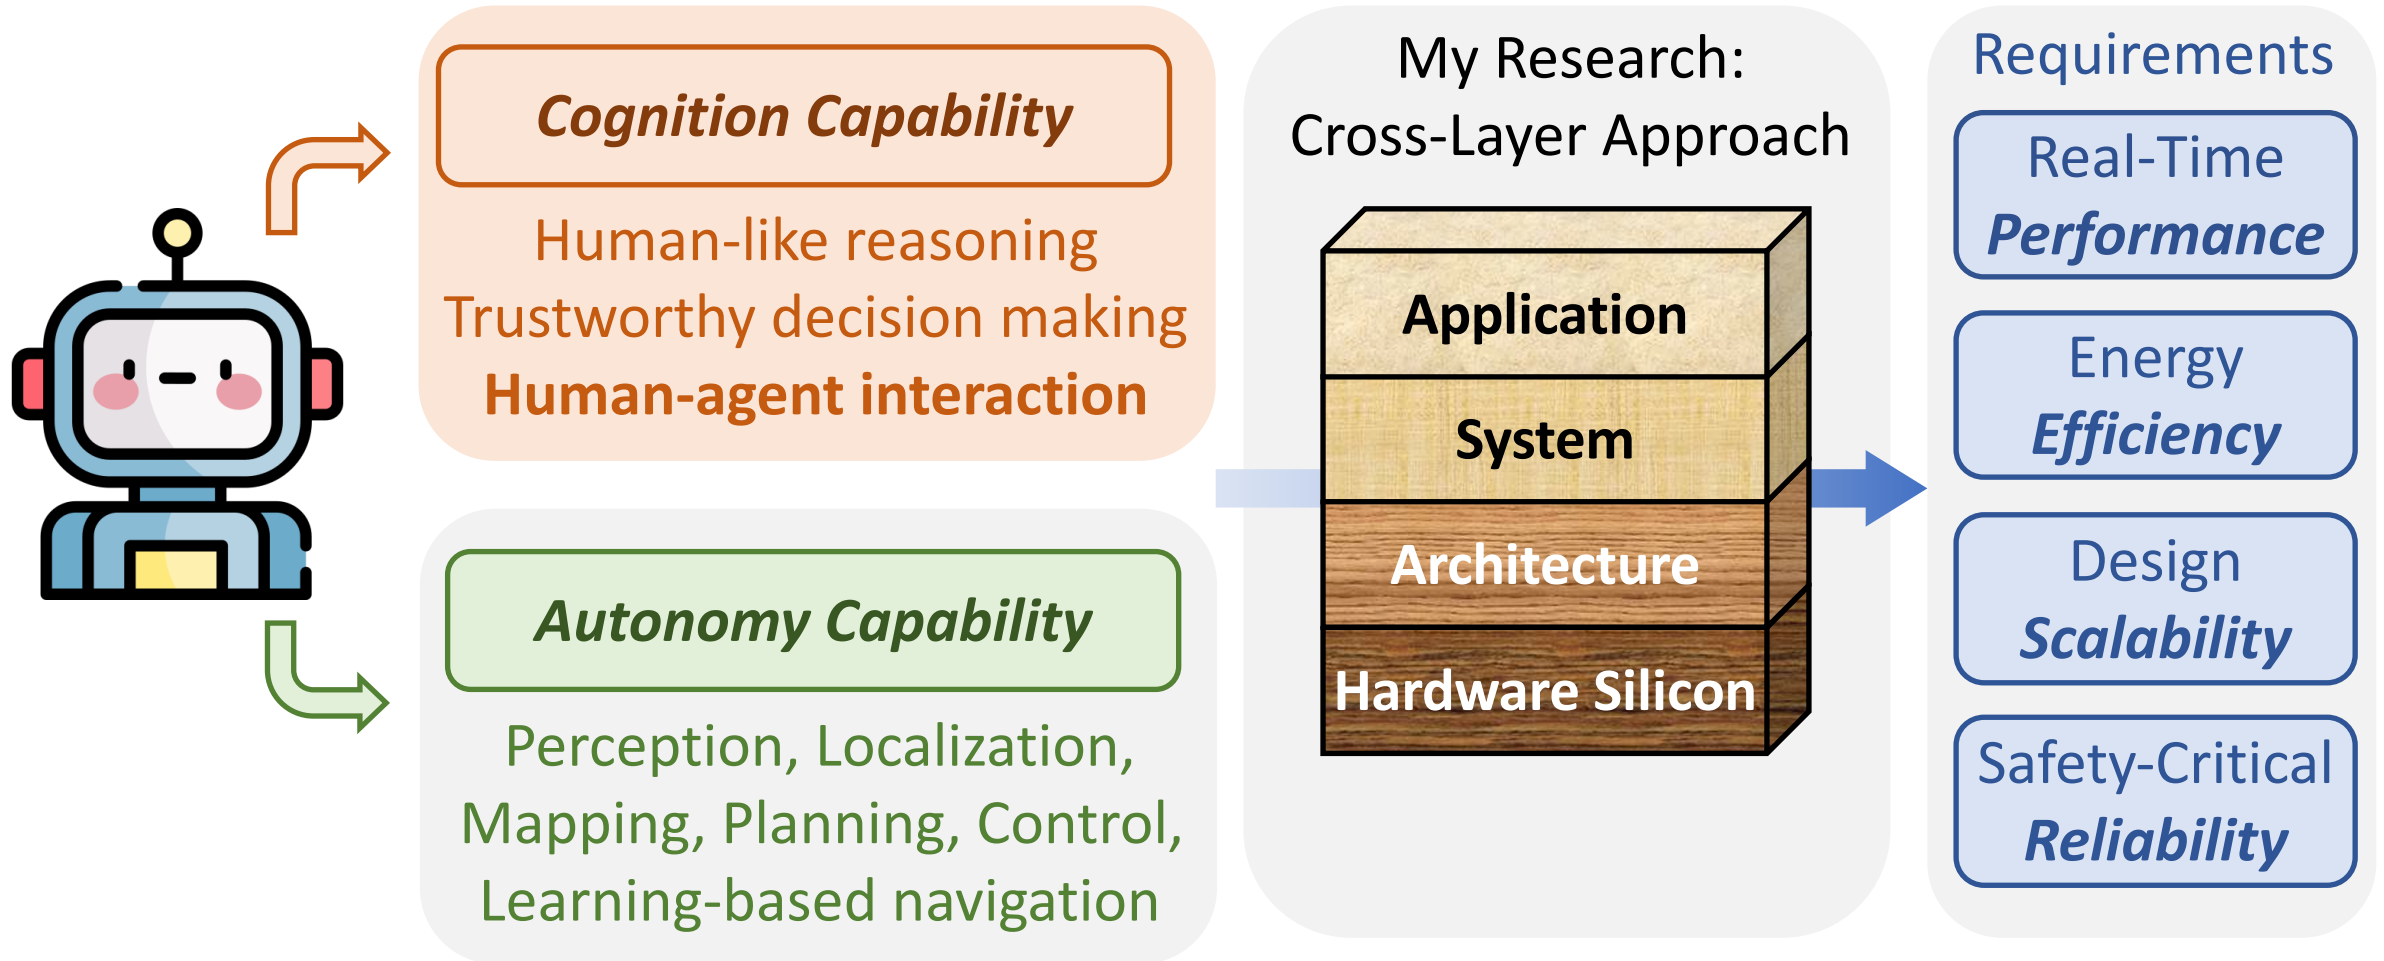 Cognition Capability
Human-like reasoning
Trustworthy decision making
Human-agent interaction
Autonomy Capability
Perception, Localization,
Mapping, Planning, Control,
Learning-based navigation
My Research:
Cross-Layer Approach
Application
System
Architecture
Hardware Silicon
Requirements
Real-Time
Performance
Energy
Efficiency
Design
Scalability
Safety-Critical
Reliability